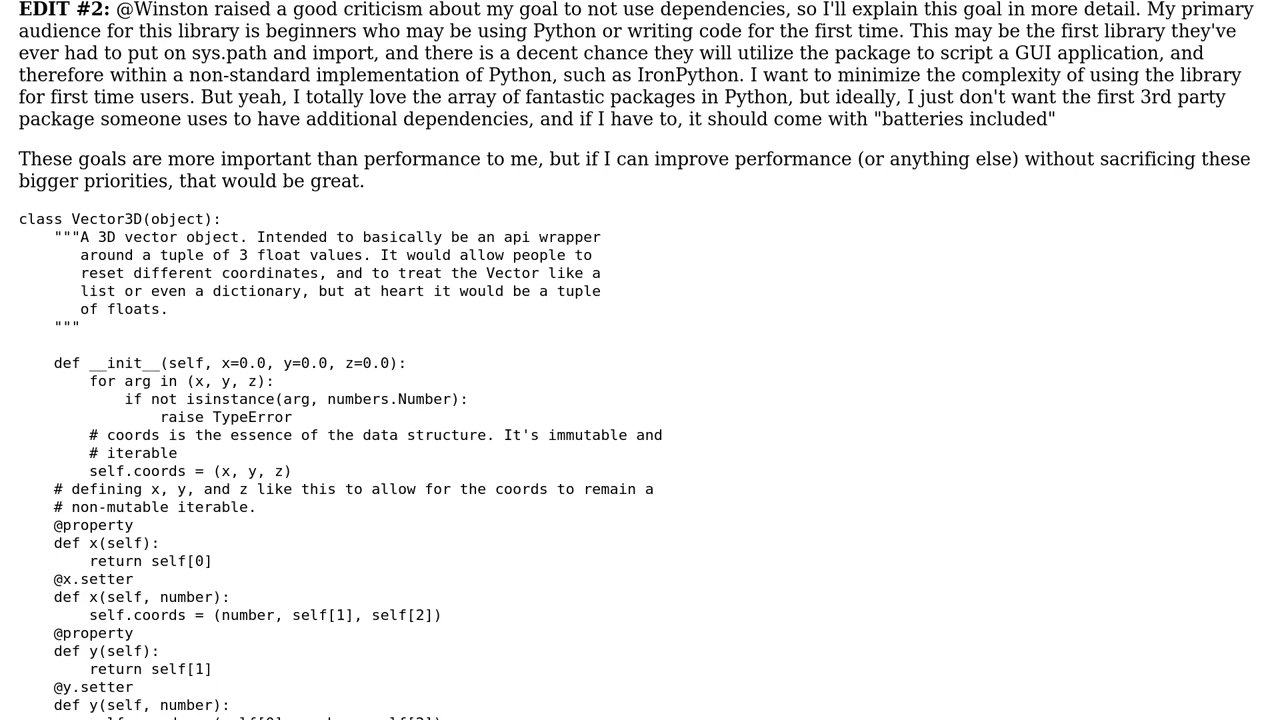 EDIT #2: @Winston raised a good criticism about my goal to not use dependencies, so I'll explain this goal in more detail. My primary
audience for this library is beginners who may be using Python or writing code for the first time. This may be the first library they've
ever had to put on sys.path and import, and there is a decent chance they will utilize the package to script a GUI application, and
therefore within a non-standard implementation of Python, such as IronPython. I want to minimize the complexity of using the library
for first time users. But yeah, I totally love the array of fantastic packages in Python, but ideally, I just don't want the first 3rd party
package someone uses to have additional dependencies, and if I have to, it should come with "batteries included"
These goals are more important than performance to me, but if I can improve performance (or anything else) without sacrificing these
bigger priorities, that would be great.
class Vector3D(object):
    """A 3D vector object. Intended to basically be an api wrapper
       around a tuple of 3 float values. It would allow people to
       reset different coordinates, and to treat the Vector like a
       list or even a dictionary, but at heart it would be a tuple
       of floats.
    """
    def __init__(self, x=0.0, y=0.0, z=0.0):
        for arg in (x, y, z):
            if not isinstance(arg, numbers.Number):
                raise TypeError
        # coords is the essence of the data structure. It's immutable and
        # iterable
        self.coords = (x, y, z)
    # defining x, y, and z like this to allow for the coords to remain a
    # non-mutable iterable.
    @property
    def x(self):
        return self[0]
    @x.setter
    def x(self, number):
        self.coords = (number, self[1], self[2])
    @property
    def y(self):
        return self[1]
    @y.setter
    def y(self, number):